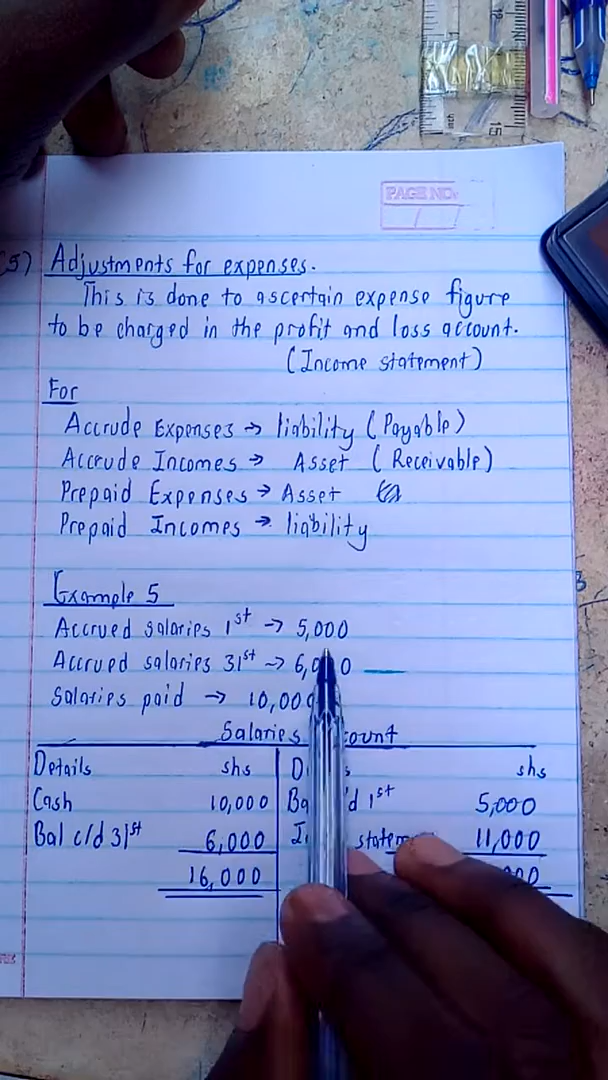 PAGE NO.
5) Adjustments for expenses.
This is done to ascertain expense figure
to be charged in the profit and loss account.
(Income statement)
For
Accrude Expenses → liability (Payable)
Accrude Incomes → Asset (Receivable)
Prepaid Expenses → Asset
Prepaid Incomes → liability
Example 5
Accrued salaries 1st → 5,000
Accrued salaries 31st → 6,0
Salaries paid → 10,00
Salaries
Details shs shs
Cash 10,000 1st 5,000
Bal c/d 31st 6,000 11,000
16,000